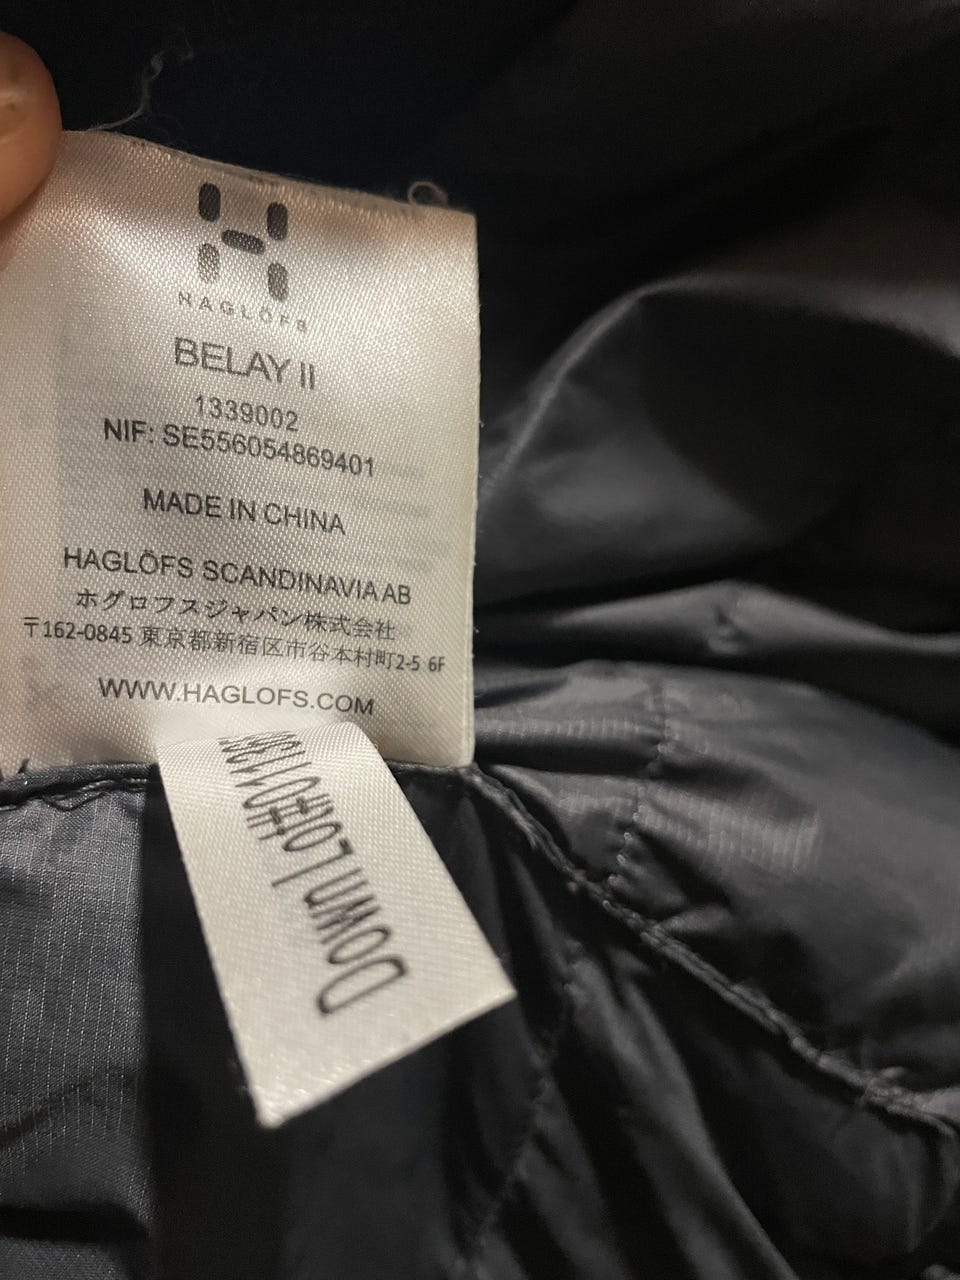 HAGLÖFS
BELAY II
1339002
NIF: SE556054869401
MADE IN CHINA
HAGLÖFS SCANDINAVIA AB
ホグロフスジャパン株式会社
〒162-0845 東京都新宿区市谷本村町2-5 6F
WWW.HAGLOFS.COM
DOWN LOT#